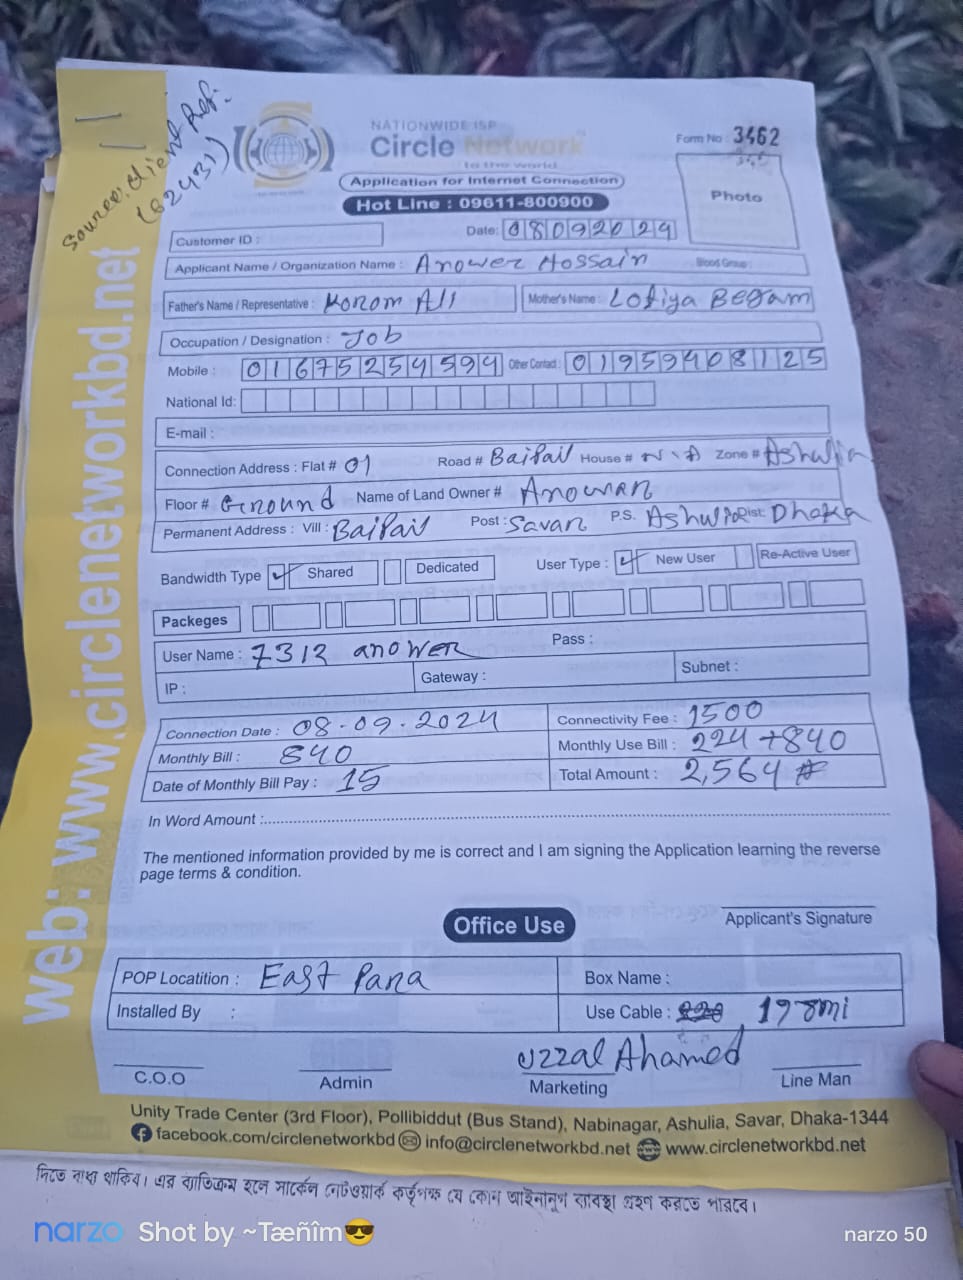 Source, Client Ref:
(82431)
NATIONWIDE ISP
Circle Network
to the world
Form No 3462
Application for Internet Connection
Photo
Hot Line : 09611-800900
Customer ID :
Date: 08092024
Applicant Name / Organization Name : Anower Hossain Blood Group :
Father's Name / Representative : Korom All Mother's Name : Lofiya Begam
Occupation / Designation : Job
Mobile : 01675254594 Other Contact : 01959408125
National Id:
E-mail :
Connection Address : Flat # 01 Road # Baipail House # N.A Zone # Ashulia
Floor # Ground Name of Land Owner # Anowar
Permanent Address : Vill : Baipail Post : Savar P.S. Ashulia Dist: Dhaka
Bandwidth Type Shared Dedicated User Type : New User Re-Active User
Packeges
User Name : 7312 anower Pass :
IP : Gateway : Subnet :
Connection Date : 08-09-2024 Connectivity Fee : 1500
Monthly Bill : 840 Monthly Use Bill : 224+840
Date of Monthly Bill Pay : 15 Total Amount : 2,564
In Word Amount :
The mentioned information provided by me is correct and I am signing the Application learning the reverse
page terms & condition.
Applicant's Signature
Office Use
POP Locatition : East Para Box Name :
Installed By : Use Cable : 198mi
Uzzal Ahamed
C.O.O Admin Marketing Line Man
Unity Trade Center (3rd Floor), Pollibiddut (Bus Stand), Nabinagar, Ashulia, Savar, Dhaka-1344
facebook.com/circlenetworkbd info@circlenetworkbd.net www.circlenetworkbd.net
web: www.circlenetworkbd.net
দিতে বাধ্য থাকিব। এর ব্যতিক্রম হলে সার্কেল নেটওয়ার্ক কর্তৃপক্ষ যে কোন আইনানুগ ব্যবস্থা গ্রহণ করতে পারবে।
narzo Shot by ~Tæñîm😎 narzo 50